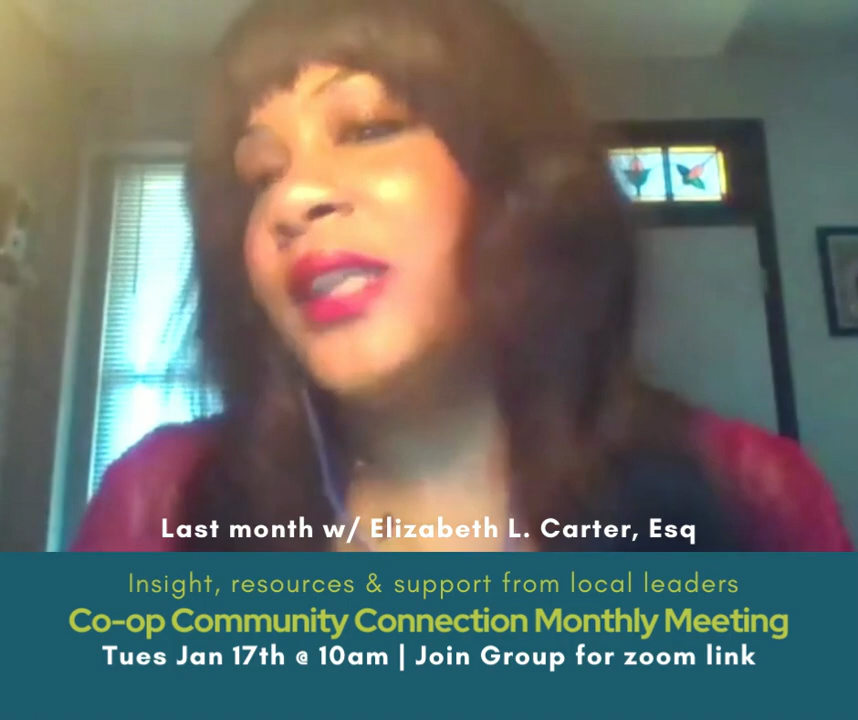 Last month w/ Elizabeth L. Carter, Esq
Insight, resources & support from local leaders
Co-op Community Connection Monthly Meeting
Tues Jan 17th @ 10am | Join Group for zoom link